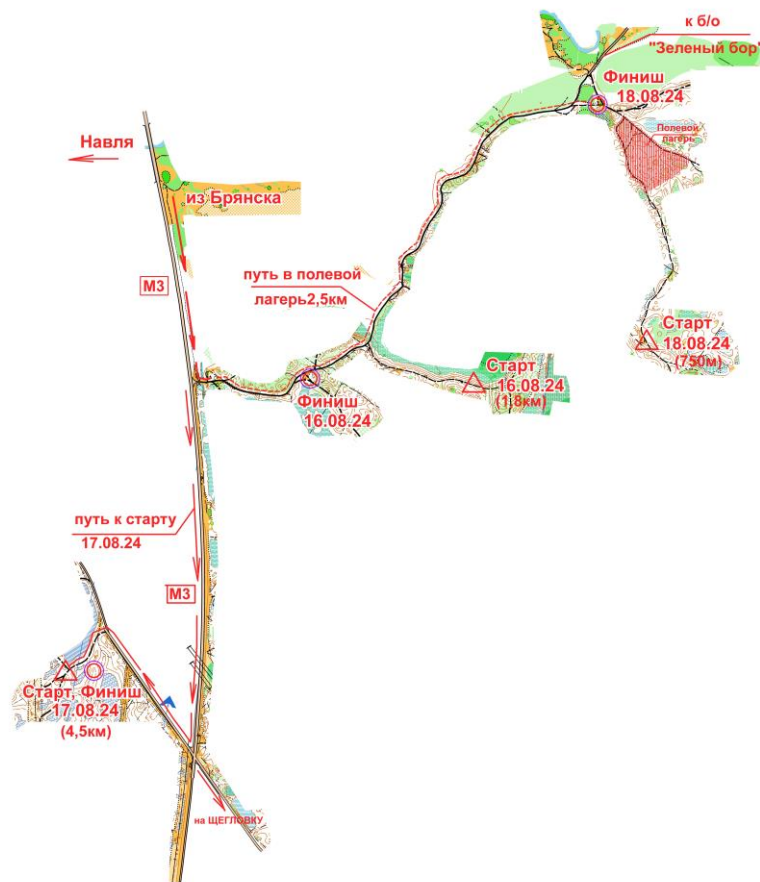 к б/о
"Зеленый бор"
Финиш
18.08.24
Полевой
лагерь
Навля
из Брянска
М3
путь в полевой
лагерь2,5км
Старт
18.08.24
(750м)
Старт
16.08.24
(1,8км)
Финиш
16.08.24
путь к старту
17.08.24
М3
Старт, Финиш
17.08.24
(4,5км)
на ЩЕГЛОВКУ